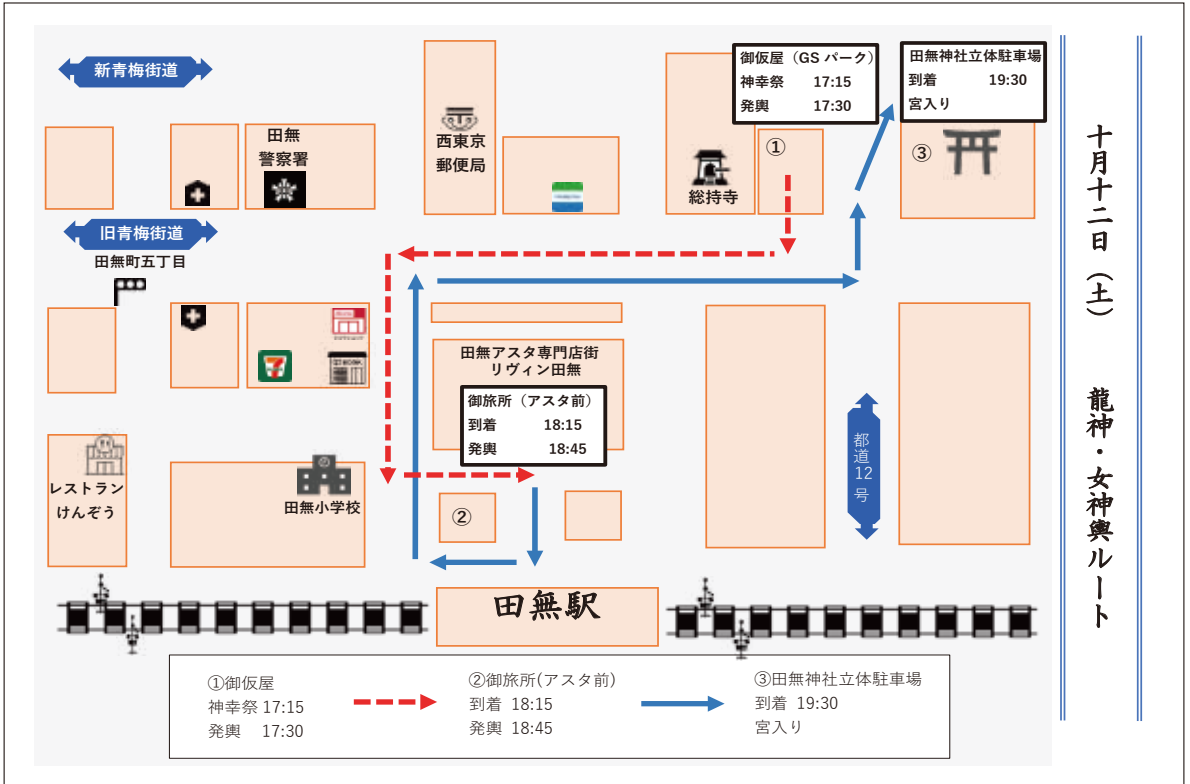 十月十二日（土）　龍神・女神輿ルート
新青梅街道
御仮屋（GS パーク）
神幸祭 17:15
発輿 17:30
田無神社立体駐車場
到着 19:30
宮入り
田無
警察署
西東京
郵便局
総持寺
①
③
旧青梅街道
田無町五丁目
7
田無アスタ専門店街
リヴィン田無
御旅所（アスタ前）
到着 18:15
発輿 18:45
都道12号
レストラン
けんぞう
田無小学校
②
田無駅
①御仮屋
神幸祭 17:15
発輿 17:30
②御旅所(アスタ前)
到着 18:15
発輿 18:45
③田無神社立体駐車場
到着 19:30
宮入り